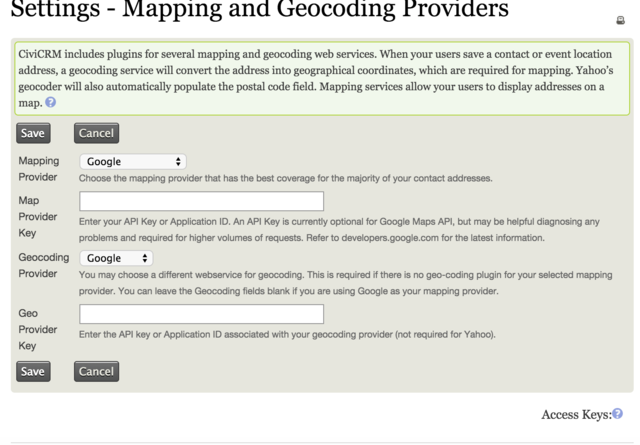 Settings - Mapping and Geocoding Providers
CiviCRM includes plugins for several mapping and geocoding web services. When your users save a contact or event location
address, a geocoding service will convert the address into geographical coordinates, which are required for mapping. Yahoo's
geocoder will also automatically populate the postal code field. Mapping services allow your users to display addresses on a
map. ?
Save Cancel
Mapping
Provider
Google
Choose the mapping provider that has the best coverage for the majority of your contact addresses.
Map
Provider
Key
Enter your API Key or Application ID. An API Key is currently optional for Google Maps API, but may be helpful diagnosing any
problems and required for higher volumes of requests. Refer to developers.google.com for the latest information.
Geocoding
Provider
Google
You may choose a different webservice for geocoding. This is required if there is no geo-coding plugin for your selected mapping
provider. You can leave the Geocoding fields blank if you are using Google as your mapping provider.
Geo
Provider
Key
Enter the API key or Application ID associated with your geocoding provider (not required for Yahoo).
Save Cancel
Access Keys:?